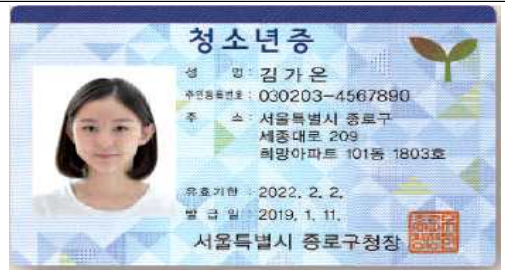 청소년증
성 명 : 김가온
주민등록번호 : 030203-4567890
주 소 : 서울특별시 종로구
세종대로 209
희망아파트 101동 1803호
유효기한 : 2022. 2. 2.
발급일 : 2019. 1. 11.
서울특별시 종로구청장